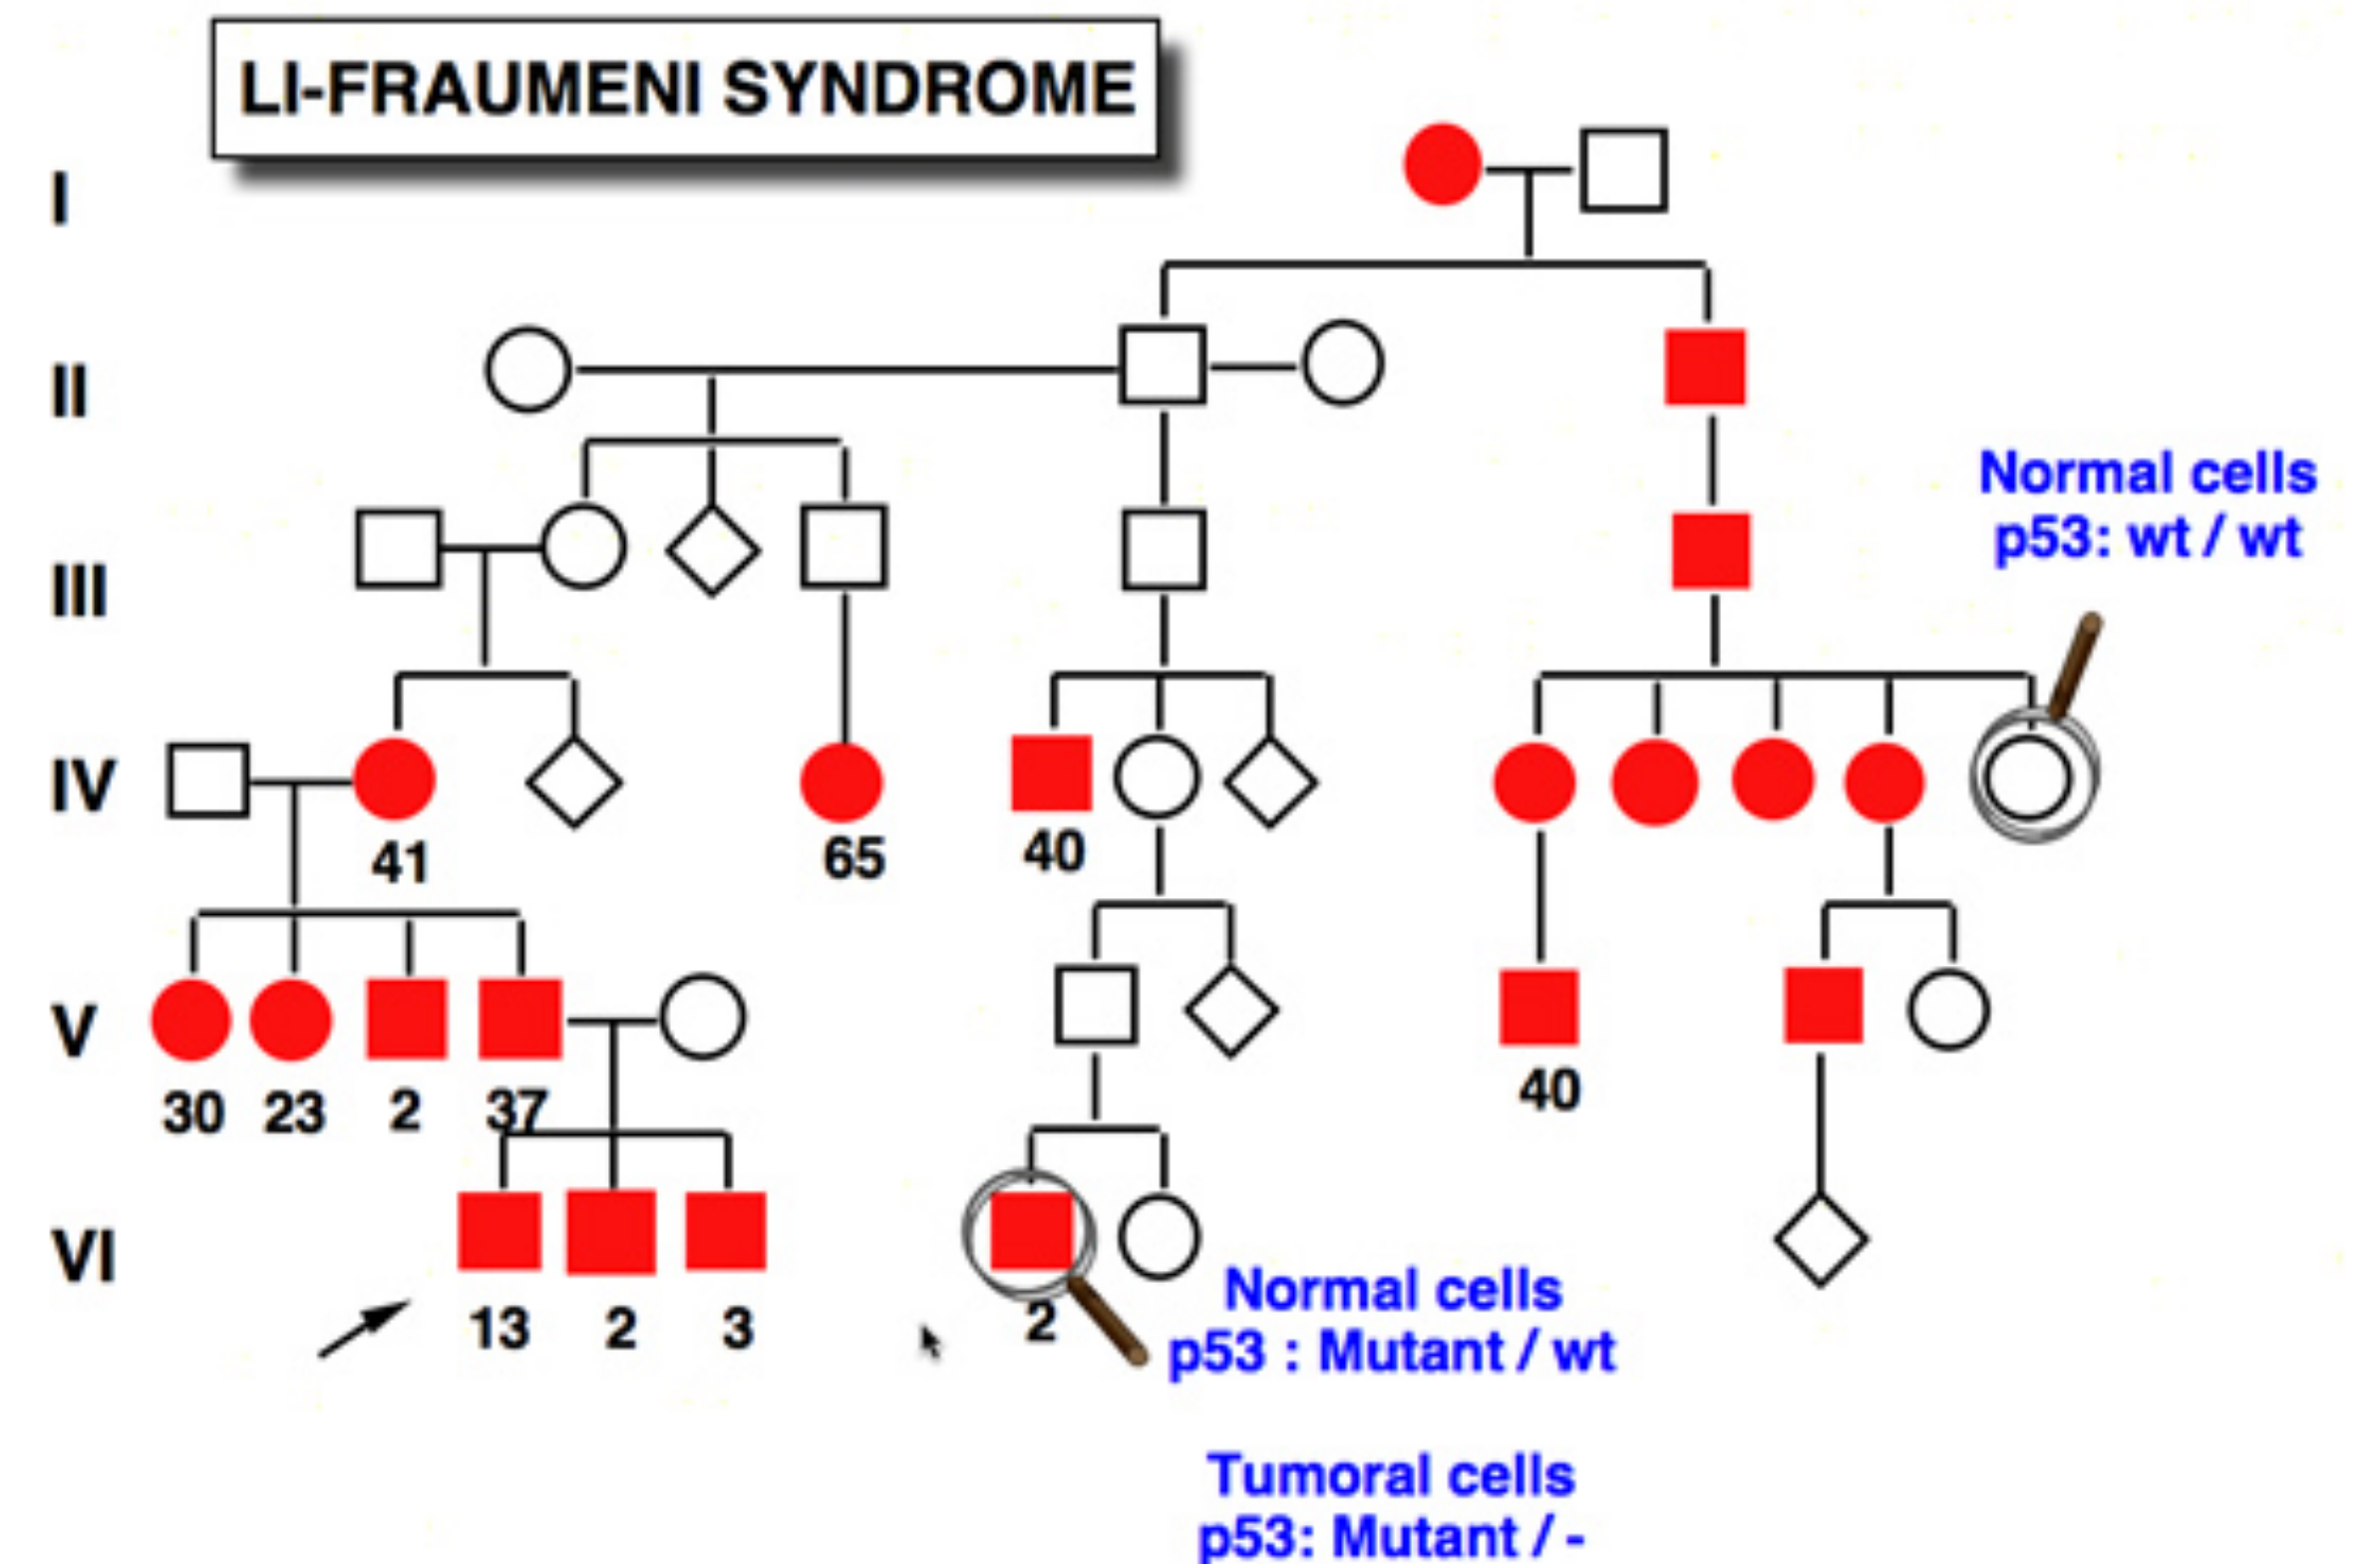 LI-FRAUMENI SYNDROME
I
II
Normal cells
p53: wt / wt
III
IV
41
65
40
V
30 23 2 37
40
VI
13 2 3
2
Normal cells
p53 : Mutant / wt
Tumoral cells
p53: Mutant / -